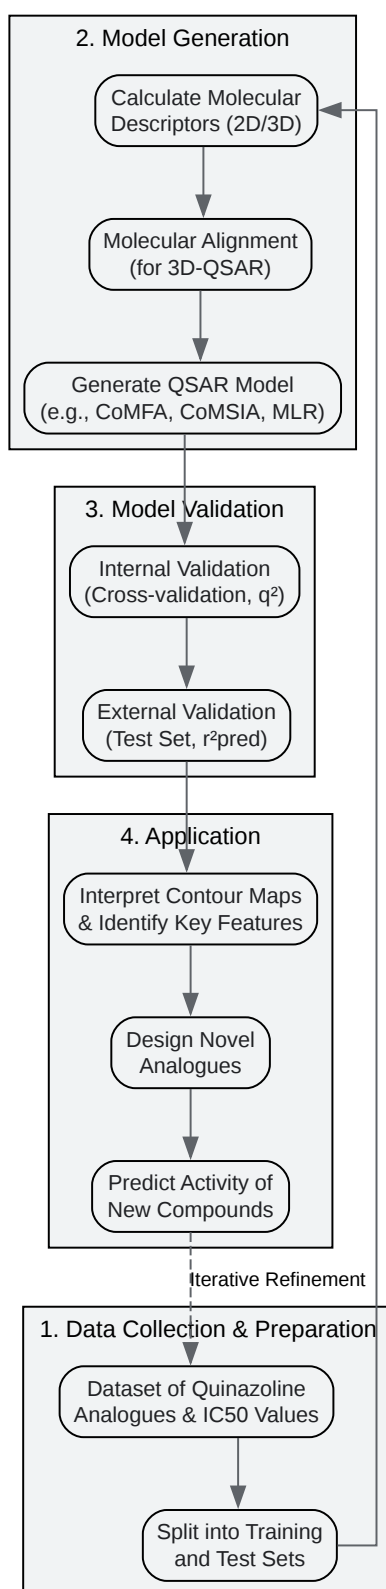 2. Model Generation
Calculate Molecular
Descriptors (2D/3D)
Molecular Alignment
(for 3D-QSAR)
Generate QSAR Model
(e.g., CoMFA, CoMSIA, MLR)
3. Model Validation
Internal Validation
(Cross-validation, q²)
External Validation
(Test Set, r²pred)
4. Application
Interpret Contour Maps
& Identify Key Features
Design Novel
Analogues
Predict Activity of
New Compounds
Iterative Refinement
1. Data Collection & Preparation
Dataset of Quinazoline
Analogues & IC50 Values
Split into Training
and Test Sets